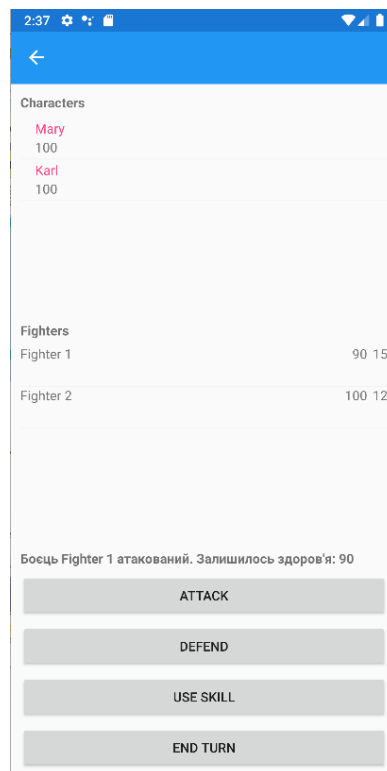 2:37
Characters
Mary
100
Karl
100
Fighters
Fighter 1 90 15
Fighter 2 100 12
Боєць Fighter 1 атакований. Залишилось здоров'я: 90
ATTACK
DEFEND
USE SKILL
END TURN